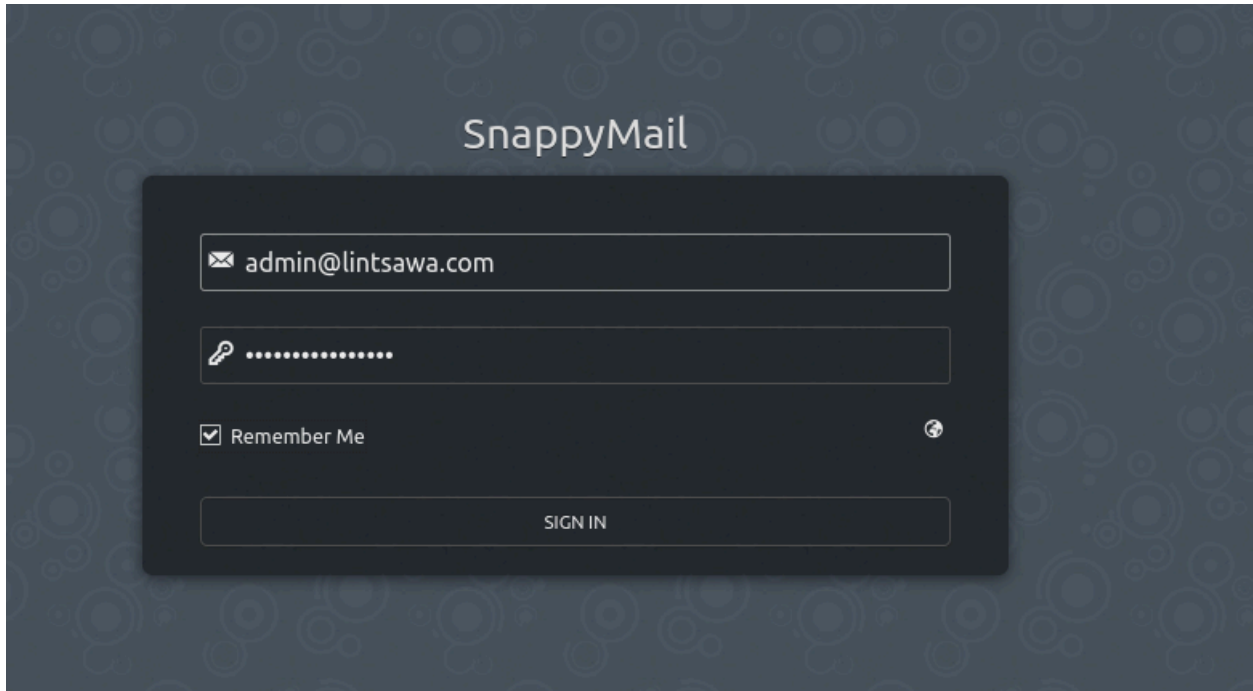 SnappyMail
admin@lintsawa.com
••••••••••••••••
Remember Me
SIGN IN